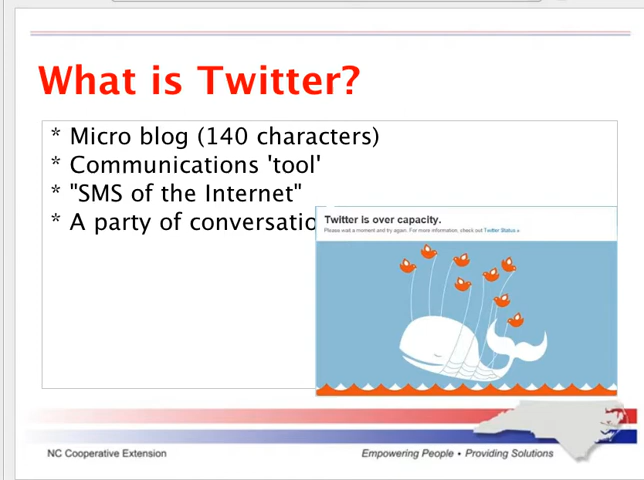 What is Twitter?
* Micro blog (140 characters)
* Communications 'tool'
* "SMS of the Internet"
* A party of conversatio
Twitter is over capacity.
Please wait a moment and try again. For more information, check out Twitter Status »
NC Cooperative Extension
Empowering People • Providing Solutions